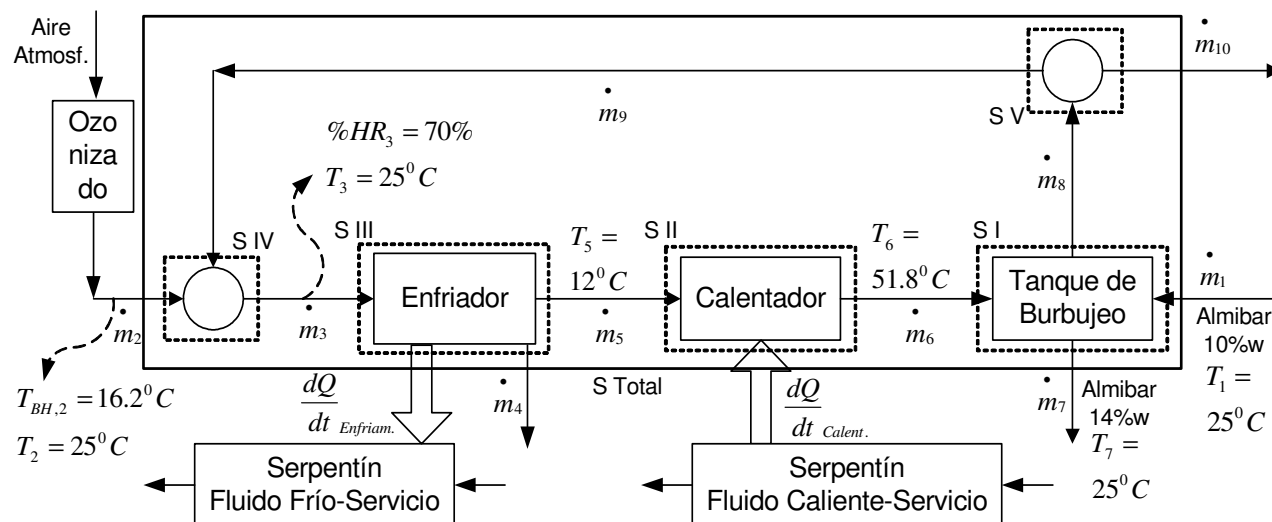 Aire
Atmosf.
Ozo
niza
do
ṁ10
ṁ9
S V
%HR3 = 70%
T3 = 25⁰C
ṁ8
S IV
S III
T5 =
12⁰C
S II
T6 =
51.8⁰C
S I
Enfriador
Calentador
Tanque de
Burbujeo
ṁ1
Almibar
10%w
T1 =
25⁰C
ṁ2
ṁ3
ṁ5
ṁ6
TBH,2 = 16.2⁰C
T2 = 25⁰C
dQ
dt Enfriam.
ṁ4
S Total
dQ
dt Calent.
ṁ7
Almibar
14%w
T7 =
25⁰C
Serpentín
Fluido Frío-Servicio
Serpentín
Fluido Caliente-Servicio